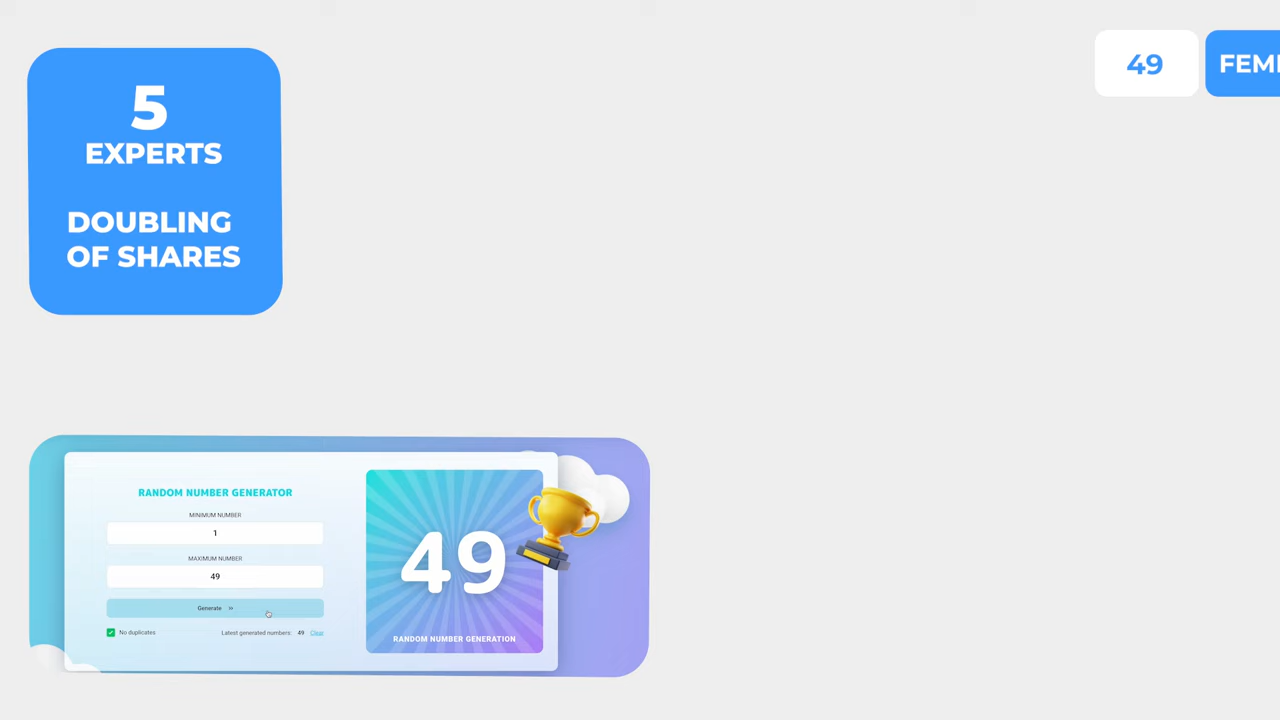 5
EXPERTS
DOUBLING
OF SHARES
49
RANDOM NUMBER GENERATOR
MINIMUM NUMBER
1
MAXIMUM NUMBER
49
Generate »
No duplicates
Latest generated numbers: 49 Clear
49
RANDOM NUMBER GENERATION